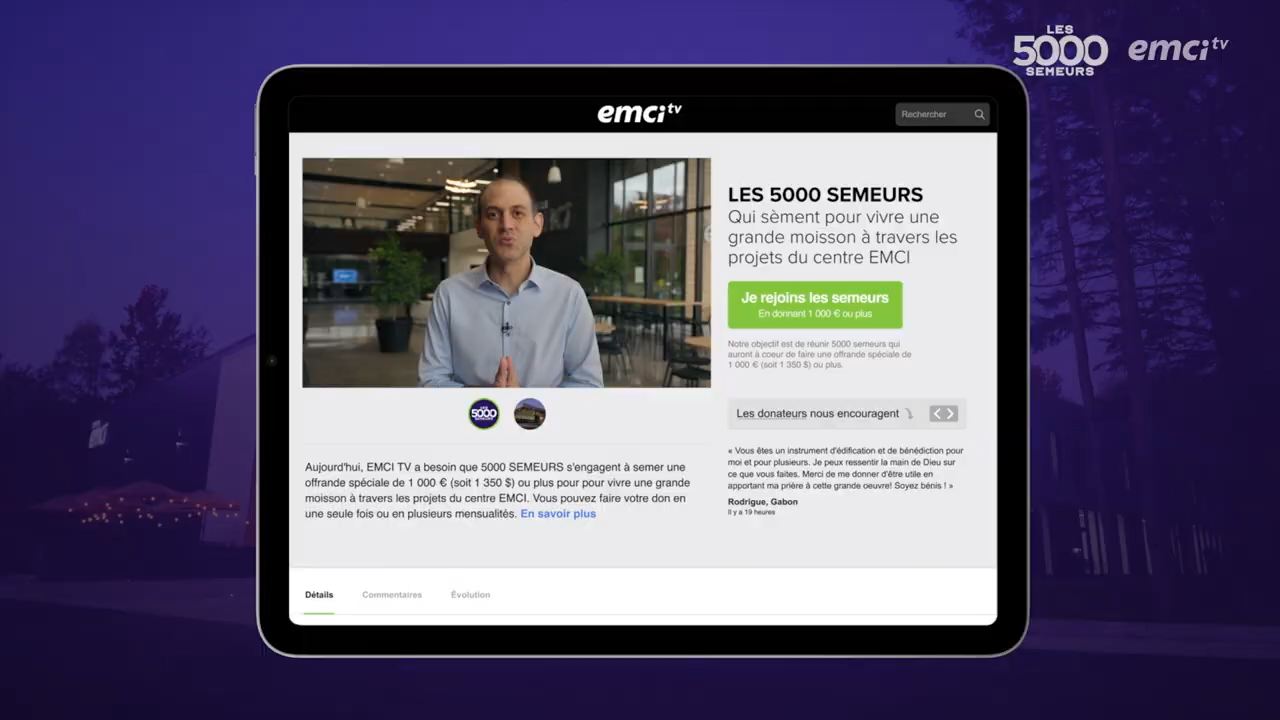 LES
5000
SEMEURS
emci tv
emci tv
Rechercher
LES 5000 SEMEURS
Qui sèment pour vivre une
grande moisson à travers les
projets du centre EMCI
Je rejoins les semeurs
En donnant 1 000 € ou plus
Notre objectif est de réunir 5000 semeurs qui
auront à coeur de faire une offrande spéciale de
1 000 € (soit 1 350 $) ou plus.
LES
5000
SEMEURS
Les donateurs nous encouragent
« Vous êtes un instrument d'édification et de bénédiction pour
moi et pour plusieurs. Je peux ressentir la main de Dieu sur
ce que vous faites. Merci de me donner d'être utile en
apportant ma prière à cette grande oeuvre! Soyez bénis ! »
Rodrigue, Gabon
Il y a 19 heures
Aujourd'hui, EMCI TV a besoin que 5000 SEMEURS s'engagent à semer une
offrande spéciale de 1 000 € (soit 1 350 $) ou plus pour pour vivre une grande
moisson à travers les projets du centre EMCI. Vous pouvez faire votre don en
une seule fois ou en plusieurs mensualités. En savoir plus
Détails
Commentaires
Évolution